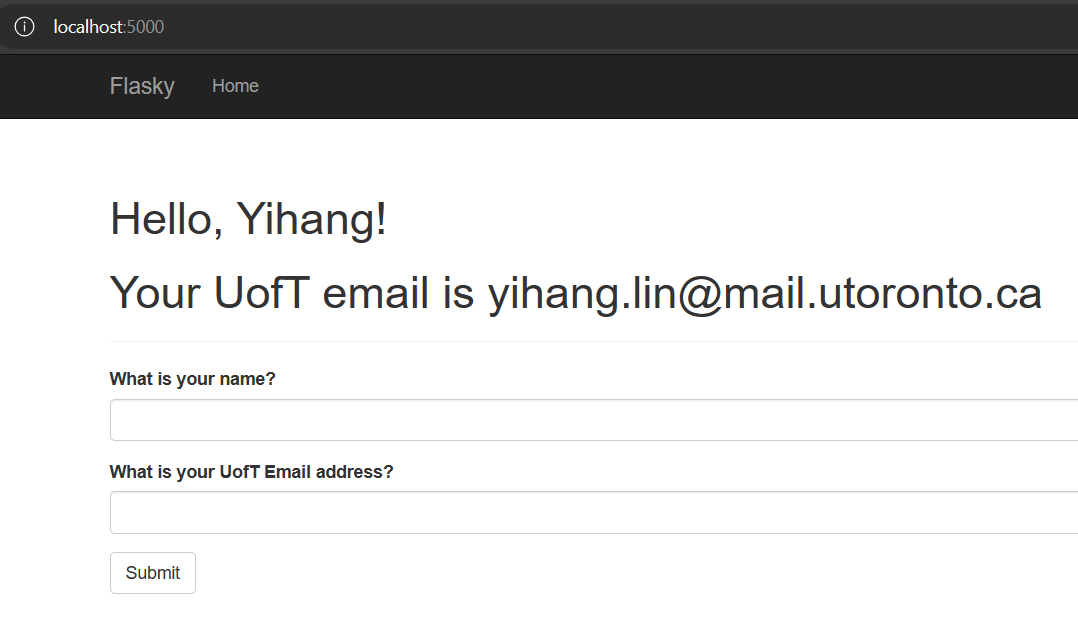 localhost:5000
Flasky Home
Hello, Yihang!
Your UofT email is yihang.lin@mail.utoronto.ca
What is your name?
What is your UofT Email address?
Submit